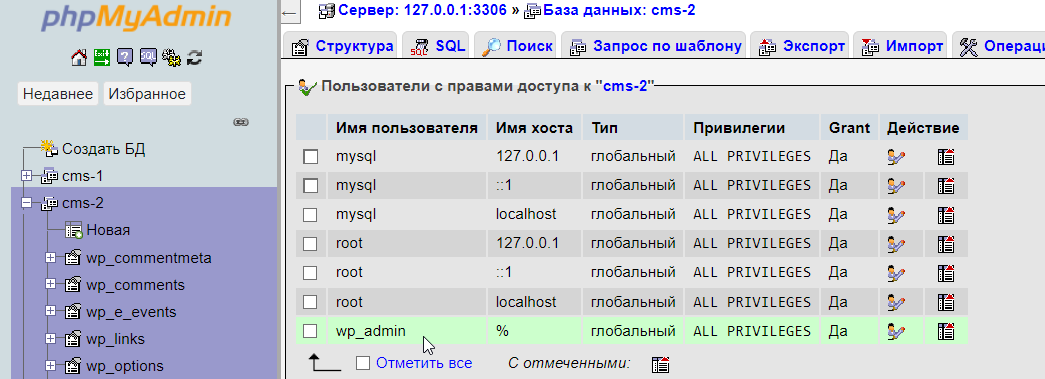 phpMyAdmin
Недавнее Избранное
Создать БД
cms-1
cms-2
Новая
wp_commentmeta
wp_comments
wp_e_events
wp_links
wp_options
← Сервер: 127.0.0.1:3306 » База данных: cms-2
Структура SQL Поиск Запрос по шаблону Экспорт Импорт Операци
Пользователи с правами доступа к "cms-2"
Имя пользователя Имя хоста Тип Привилегии Grant Действие
mysql 127.0.0.1 глобальный ALL PRIVILEGES Да
mysql ::1 глобальный ALL PRIVILEGES Да
mysql localhost глобальный ALL PRIVILEGES Да
root 127.0.0.1 глобальный ALL PRIVILEGES Да
root ::1 глобальный ALL PRIVILEGES Да
root localhost глобальный ALL PRIVILEGES Да
wp_admin % глобальный ALL PRIVILEGES Да
Отметить все С отмеченными: